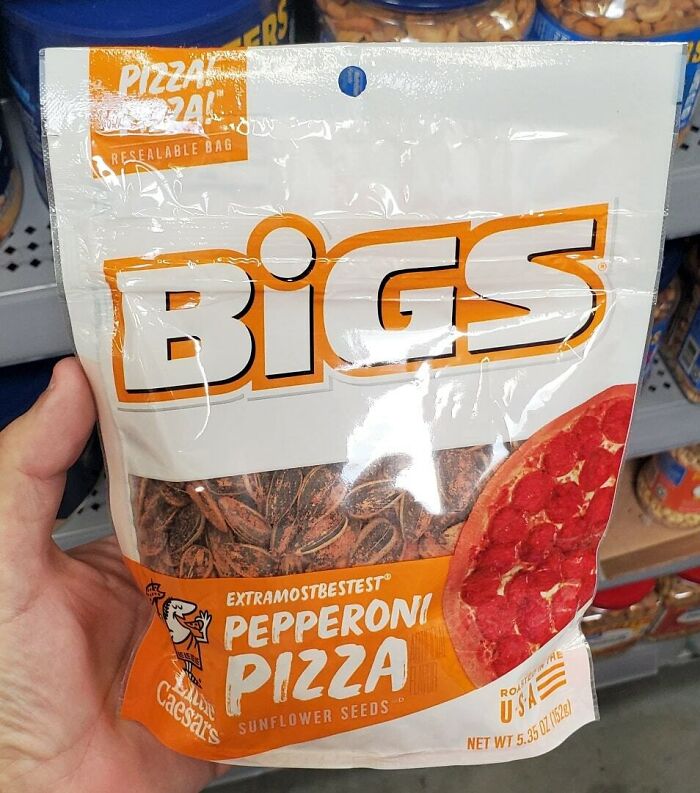 PIZZA!
PIZZA!™
RESEALABLE BAG
BiGS®
EXTRAMOSTBESTEST®
PEPPERONI
PIZZA
SUNFLOWER SEEDS
Little
Caesars
ROASTED IN THE
U·S·A
NET WT 5.35 OZ (152g)